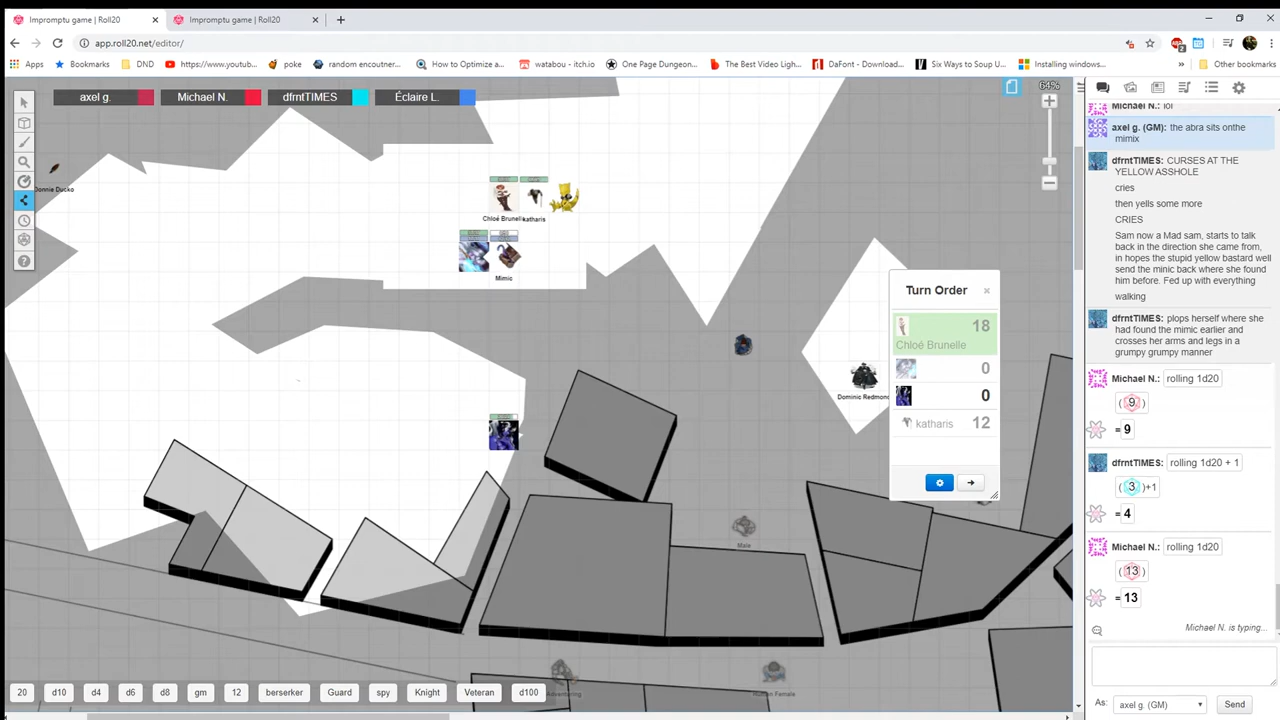 Impromptu game | Roll20
Impromptu game | Roll20
app.roll20.net/editor/
Apps
Bookmarks
DND
https://www.youtub...
poke
random encoutner...
How to Optimize a...
watabou - itch.io
One Page Dungeon...
The Best Video Ligh...
DaFont - Download...
Six Ways to Soup U...
Installing windows...
Other bookmarks
axel g.
Michael N.
dfrntTIMES
Éclaire L.
64%
Donnie Ducko
Chloé Brunelle
katharis
Mimic
Dominic Redmond
Male
Adventuring
Human Female
Turn Order
18
Chloé Brunelle
0
0
katharis 12
Michael N.: lol
axel g. (GM): the abra sits onthe
mimix
dfrntTIMES: CURSES AT THE
YELLOW ASSHOLE
cries
then yells some more
CRIES
Sam now a Mad sam, starts to talk
back in the direction she came from,
in hopes the stupid yellow bastard well
send the minic back where she found
him before. Fed up with everything
walking
dfrntTIMES: plops herself where she
had found the mimic earlier and
crosses her arms and legs in a
grumpy grumpy manner
Michael N.: rolling 1d20
(9)
= 9
dfrntTIMES: rolling 1d20 + 1
(3)+1
= 4
Michael N.: rolling 1d20
(13)
= 13
Michael N. is typing...
As: axel g. (GM)
Send
20
d10
d4
d6
d8
gm
12
berserker
Guard
spy
Knight
Veteran
d100